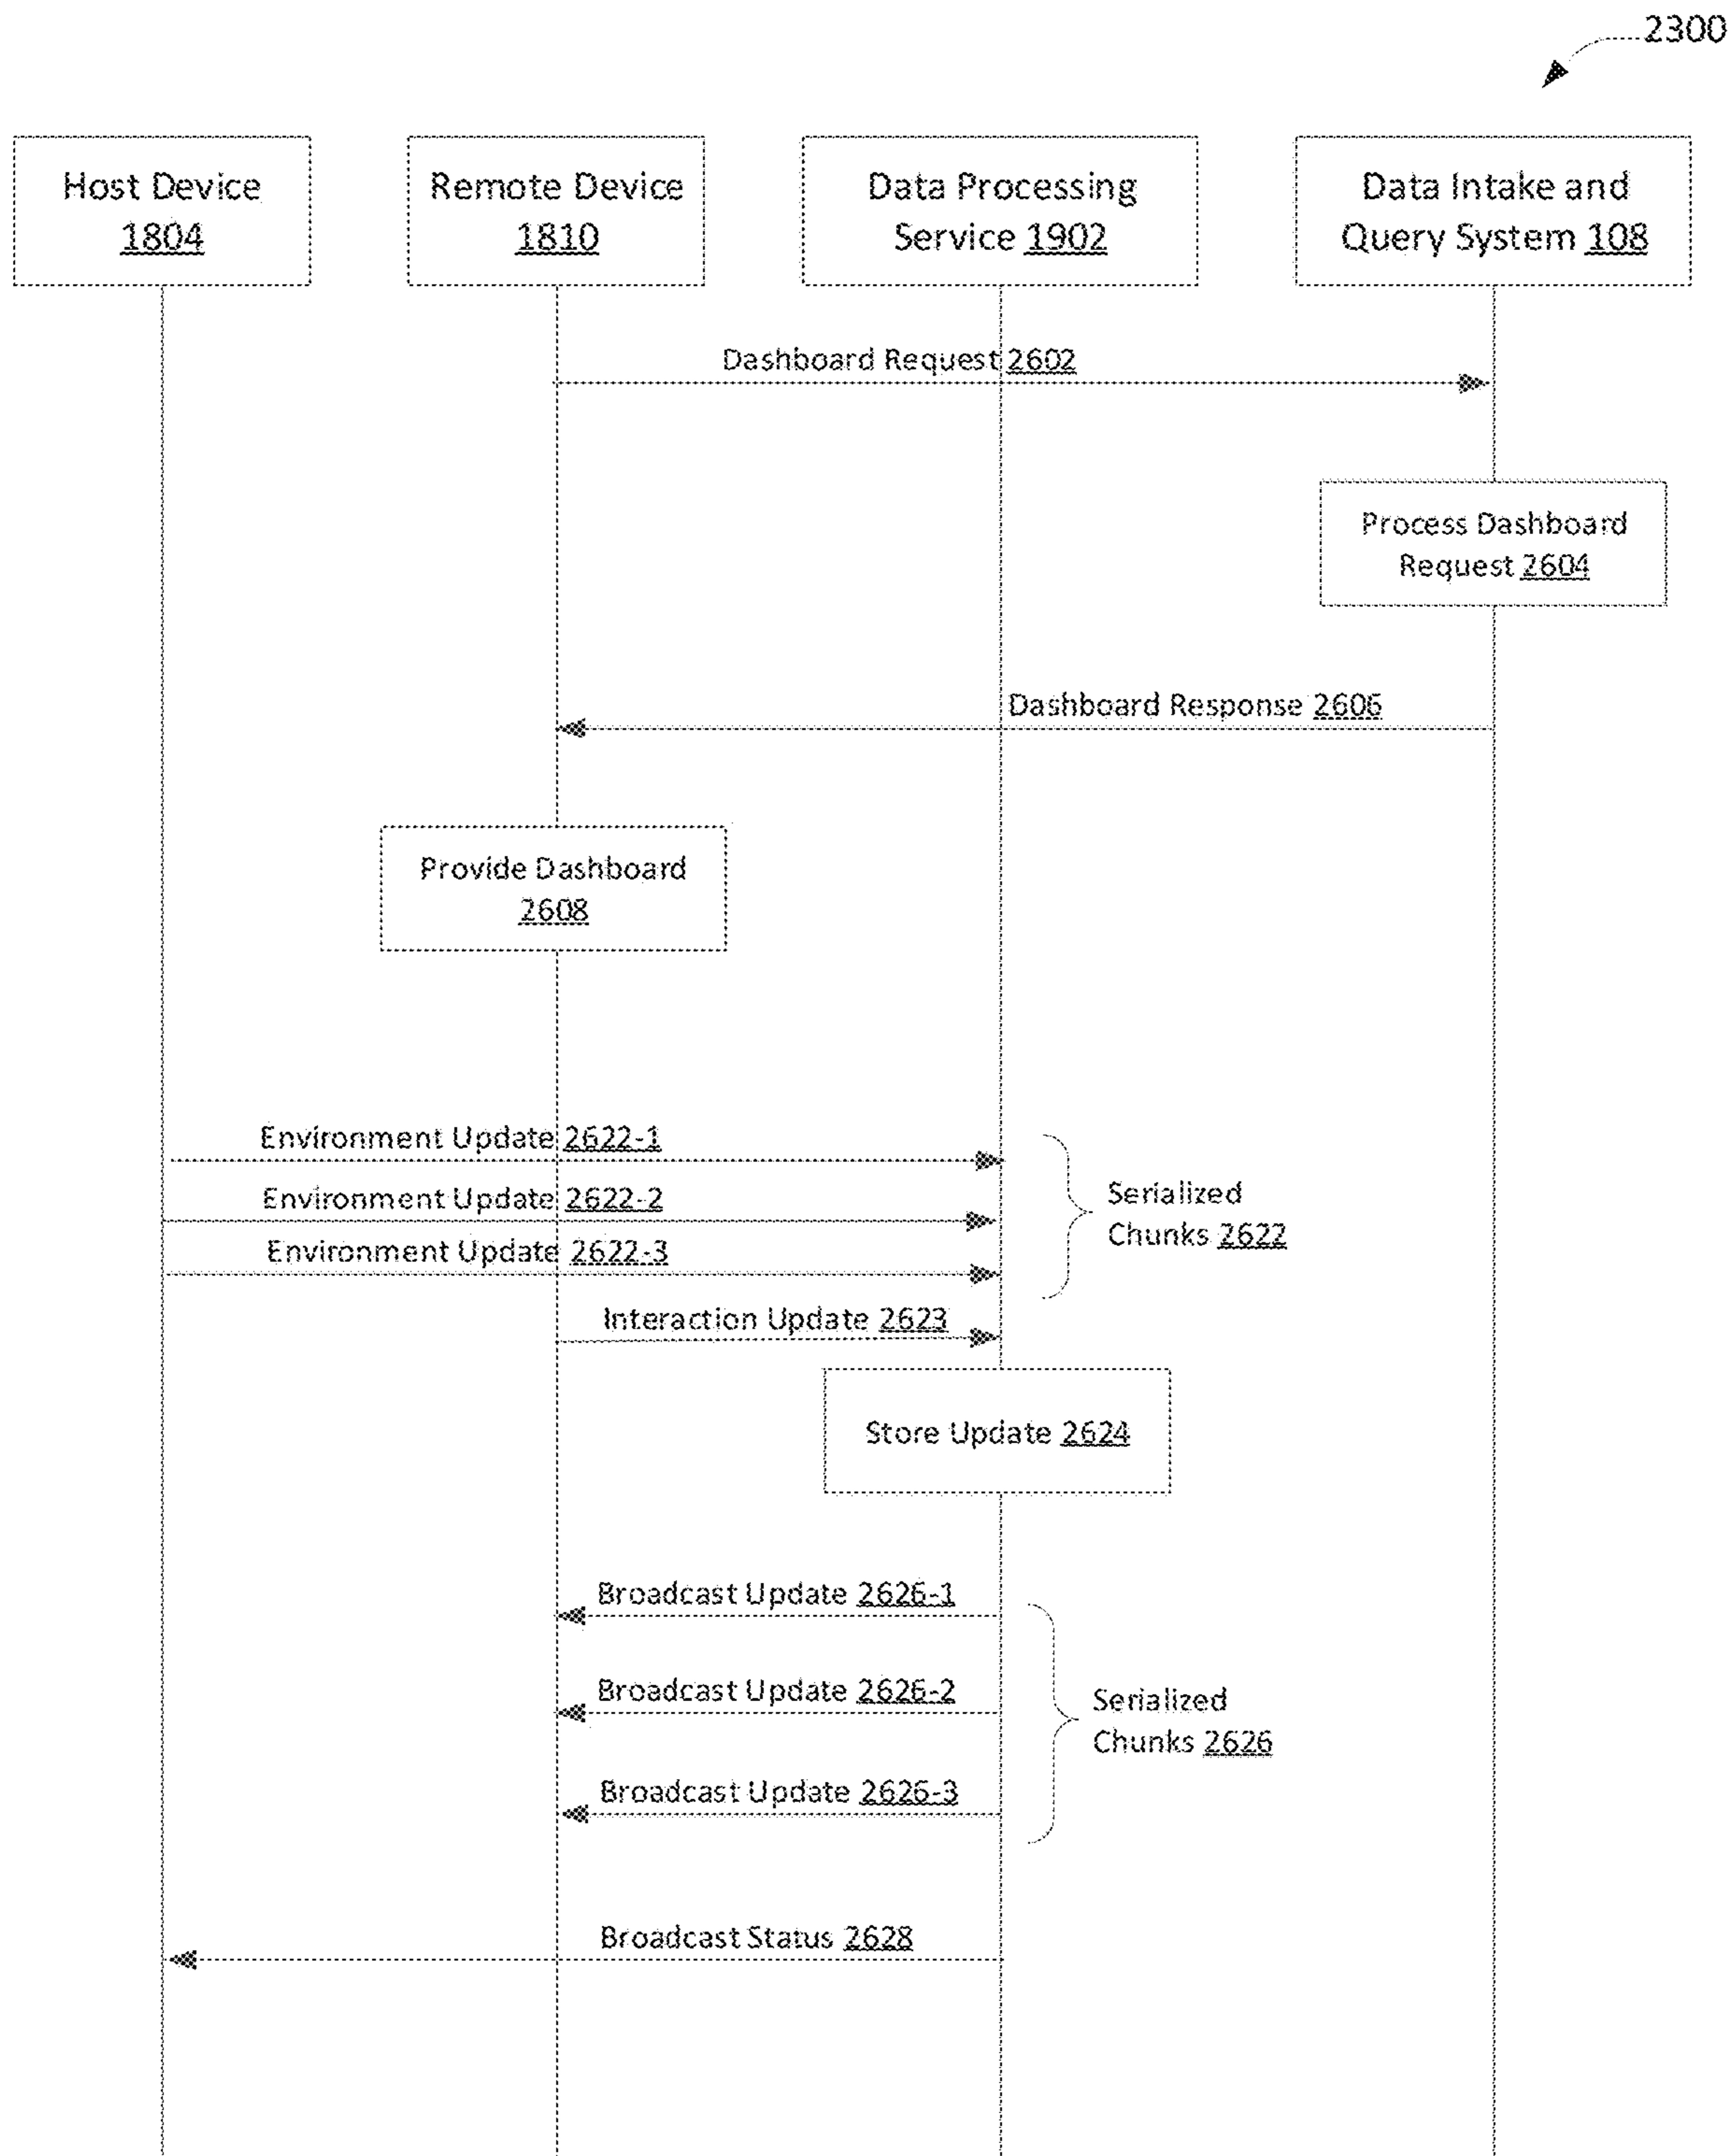 2300
Host Device
1804
Remote Device
1810
Data Processing
Service 1902
Data Intake and
Query System 108
Dashboard Request 2602
Process Dashboard
Request 2604
Dashboard Response 2606
Provide Dashboard
2608
Environment Update 2622-1
Environment Update 2622-2
Environment Update 2622-3
Serialized
Chunks 2622
Interaction Update 2623
Store Update 2624
Broadcast Update 2626-1
Broadcast Update 2626-2
Broadcast Update 2626-3
Serialized
Chunks 2626
Broadcast Status 2628